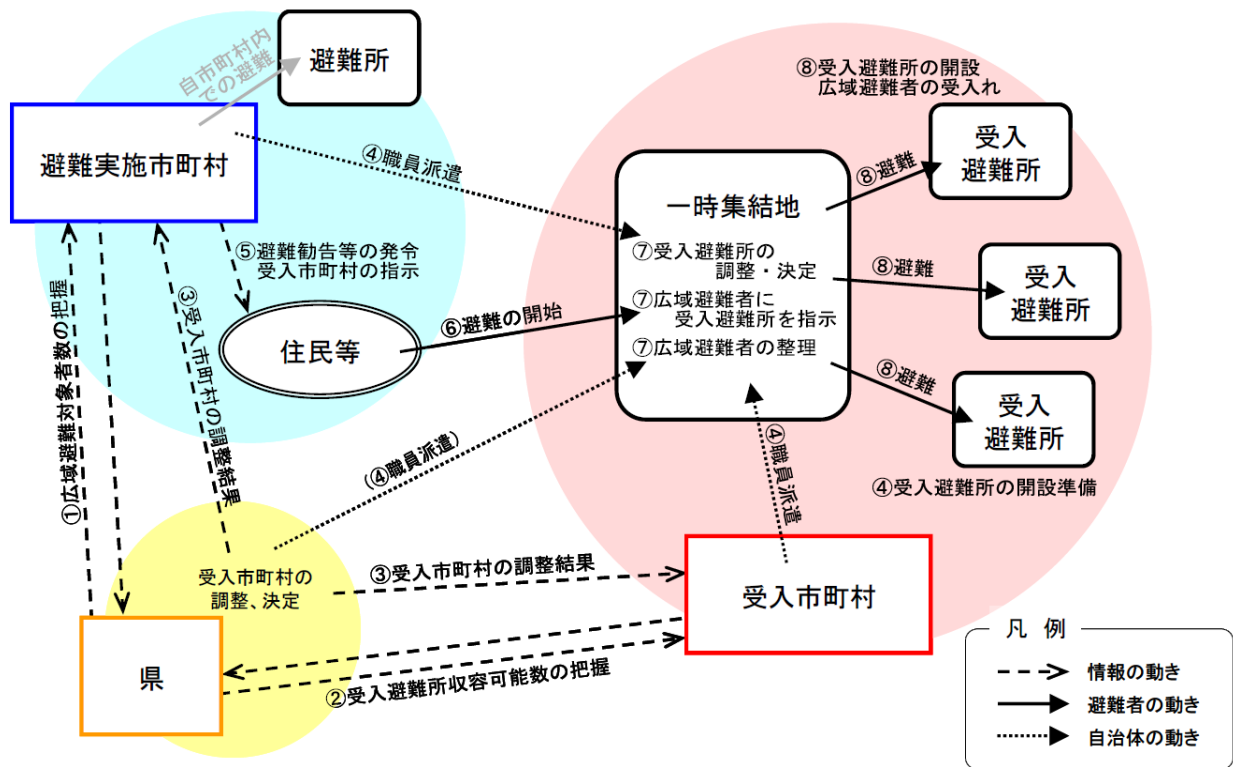 自市町村内
での避難
避難所
避難実施市町村
④職員派遣
⑤避難勧告等の発令
受入市町村の指示
住民等
⑥避難の開始
①広域避難対象者数の把握
③受入市町村の調整結果
(④職員派遣)
受入市町村の
調整、決定
県
③受入市町村の調整結果
②受入避難所収容可能数の把握
⑧受入避難所の開設
広域避難者の受入れ
一時集結地
⑦受入避難所の
調整・決定
⑦広域避難者に
受入避難所を指示
⑦広域避難者の整理
⑧避難
受入
避難所
⑧避難
受入
避難所
⑧避難
受入
避難所
④受入避難所の開設準備
④職員派遣
受入市町村
凡 例
情報の動き
避難者の動き
自治体の動き